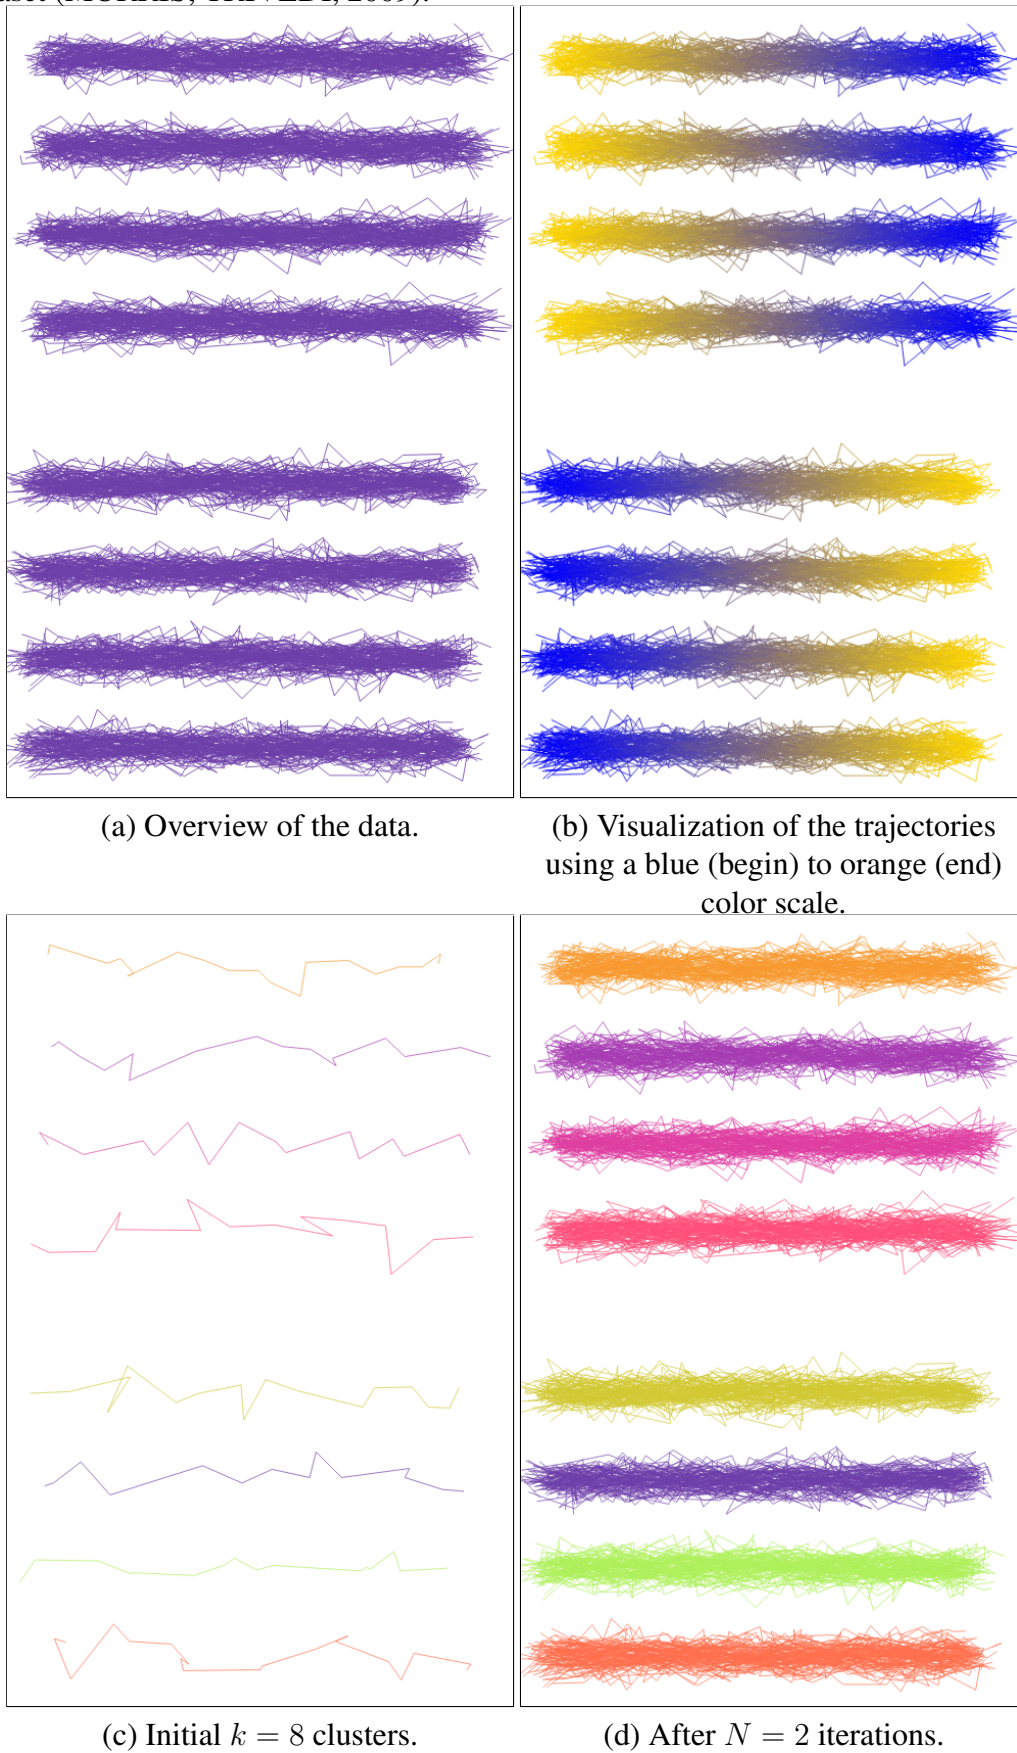 (a) Overview of the data.
(b) Visualization of the trajectories
using a blue (begin) to orange (end)
color scale.
(c) Initial k = 8 clusters.
(d) After N = 2 iterations.